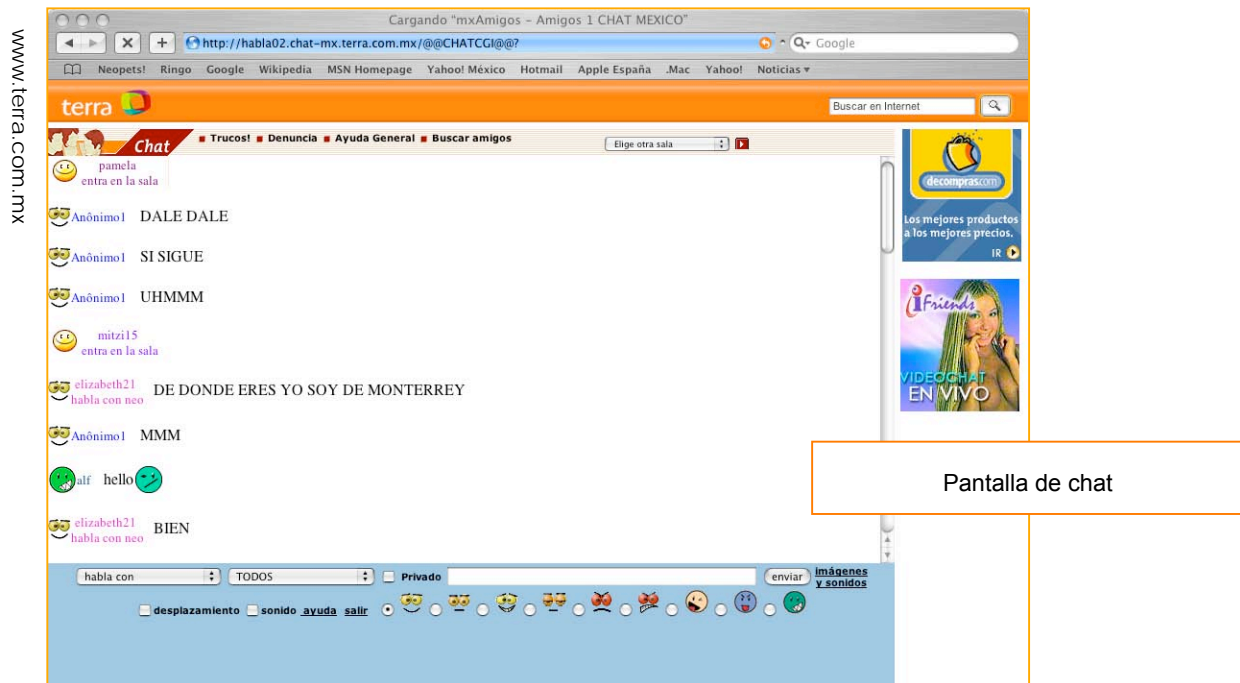 www.terra.com.mx
Cargando "mxAmigos – Amigos 1 CHAT MEXICO"
http://habla02.chat-mx.terra.com.mx/@@CHATCGI@@?
Google
Neopets! Ringo Google Wikipedia MSN Homepage Yahoo! México Hotmail Apple España .Mac Yahoo! Noticias
terra
Buscar en Internet
Chat
Trucos! Denuncia Ayuda General Buscar amigos
Elige otra sala
pamela
entra en la sala
Anônimo1 DALE DALE
Anônimo1 SI SIGUE
Anônimo1 UHMMM
mitzi15
entra en la sala
elizabeth21
habla con neo
DE DONDE ERES YO SOY DE MONTERREY
Anônimo1 MMM
alf hello
elizabeth21
habla con neo
BIEN
decompras.com
Los mejores productos
a los mejores precios.
IR
iFriends
VIDEOCHAT
EN VIVO
Pantalla de chat
habla con TODOS Privado enviar imágenes
y sonidos
desplazamiento sonido ayuda salir